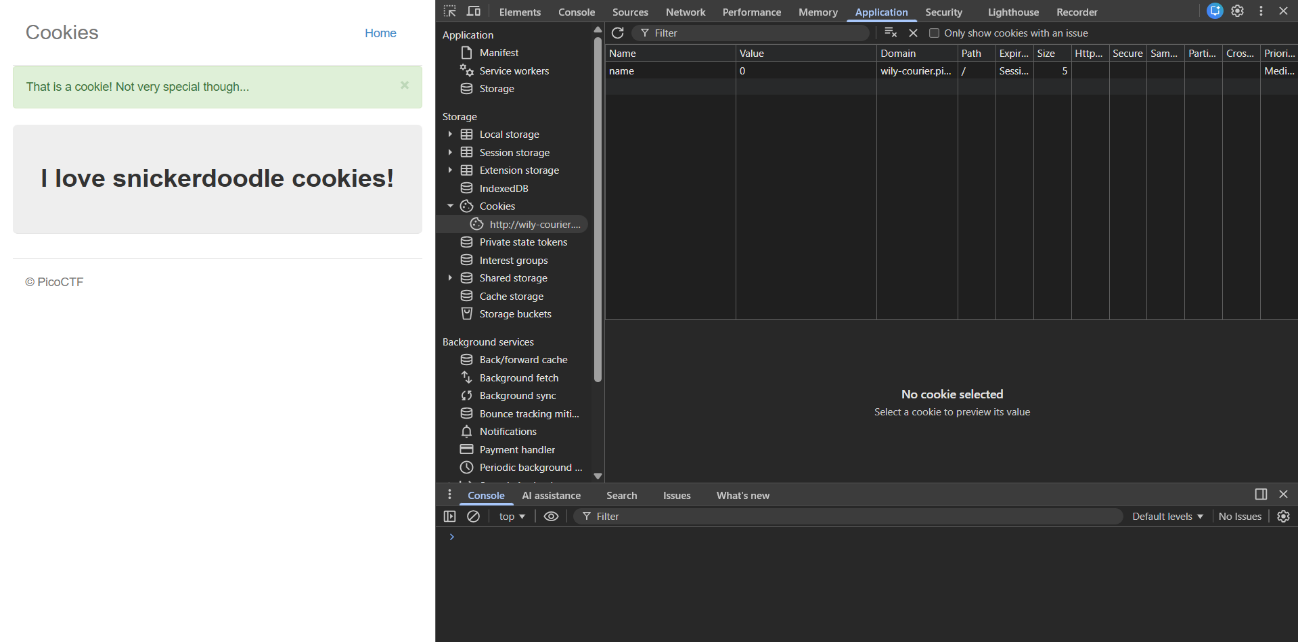 Cookies
Home
That is a cookie! Not very special though...
×
I love snickerdoodle cookies!
© PicoCTF
Elements Console Sources Network Performance Memory Application Security Lighthouse Recorder
Application
Manifest
Service workers
Storage
Storage
Local storage
Session storage
Extension storage
IndexedDB
Cookies
http://wily-courier....
Private state tokens
Interest groups
Shared storage
Cache storage
Storage buckets
Background services
Back/forward cache
Background fetch
Background sync
Bounce tracking miti...
Notifications
Payment handler
Periodic background ...
Filter
Only show cookies with an issue
Name Value Domain Path Expir... Size Http... Secure Sam... Parti... Cros... Priori...
name 0 wily-courier.pi... / Sessi... 5 Medi...
No cookie selected
Select a cookie to preview its value
Console AI assistance Search Issues What's new
top Filter Default levels No Issues